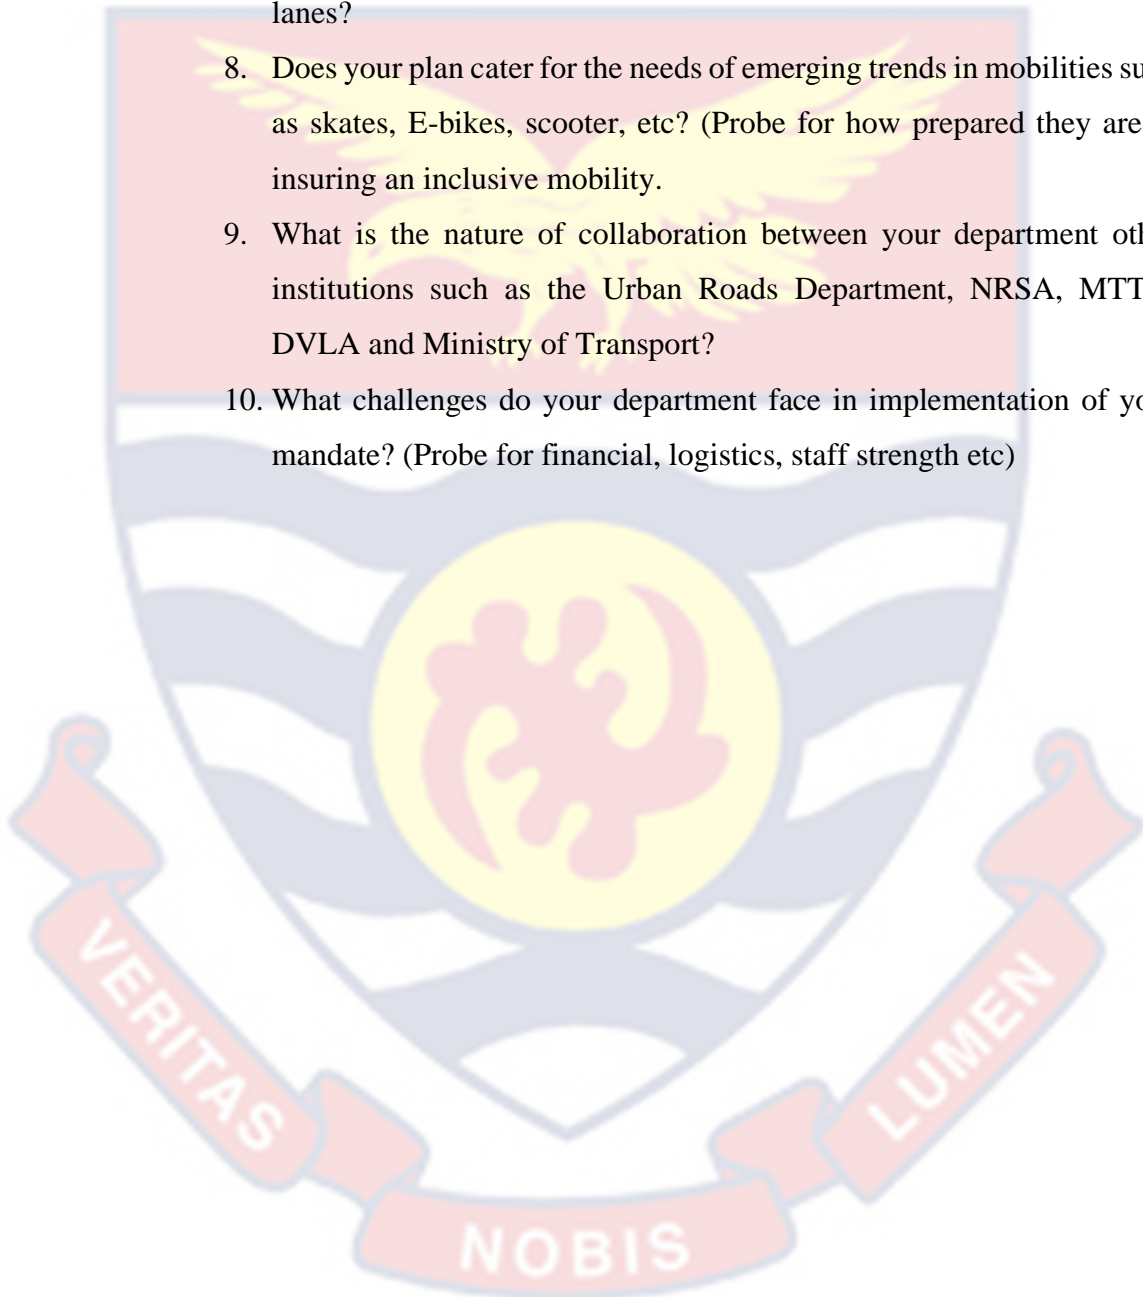 lanes?
8. Does your plan cater for the needs of emerging trends in mobilities su
as skates, E-bikes, scooter, etc? (Probe for how prepared they are
insuring an inclusive mobility.
9. What is the nature of collaboration between your department oth
institutions such as the Urban Roads Department, NRSA, MTT
DVLA and Ministry of Transport?
10. What challenges do your department face in implementation of yo
mandate? (Probe for financial, logistics, staff strength etc)
VERITAS
NOBIS
LUMEN